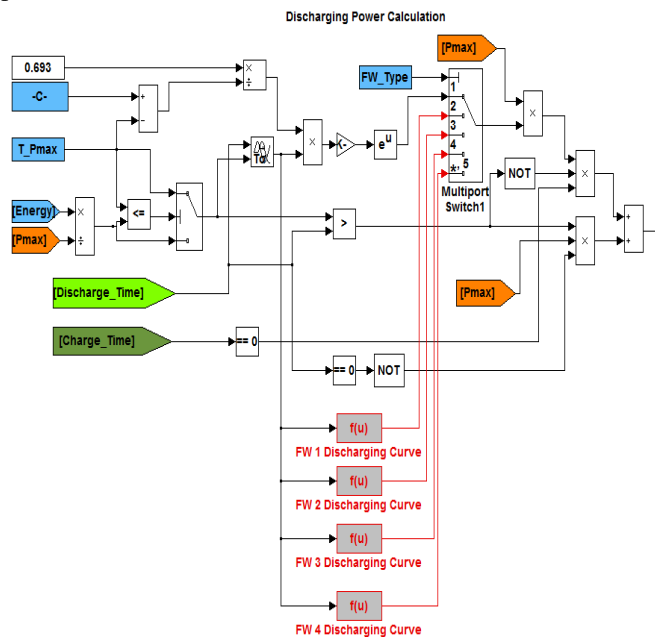 Discharging Power Calculation
[Pmax]
0.693
×
÷
FW_Type
-C-
+
-
1
2
3
4
5
*,
×
T_Pmax
×
K-
e^u
NOT
×
Multiport
Switch1
[Energy]
×
÷
<=
[Pmax]
>
×
+
+
[Discharge_Time]
[Pmax]
[Charge_Time]
== 0
== 0
NOT
f(u)
FW 1 Discharging Curve
f(u)
FW 2 Discharging Curve
f(u)
FW 3 Discharging Curve
f(u)
FW 4 Discharging Curve